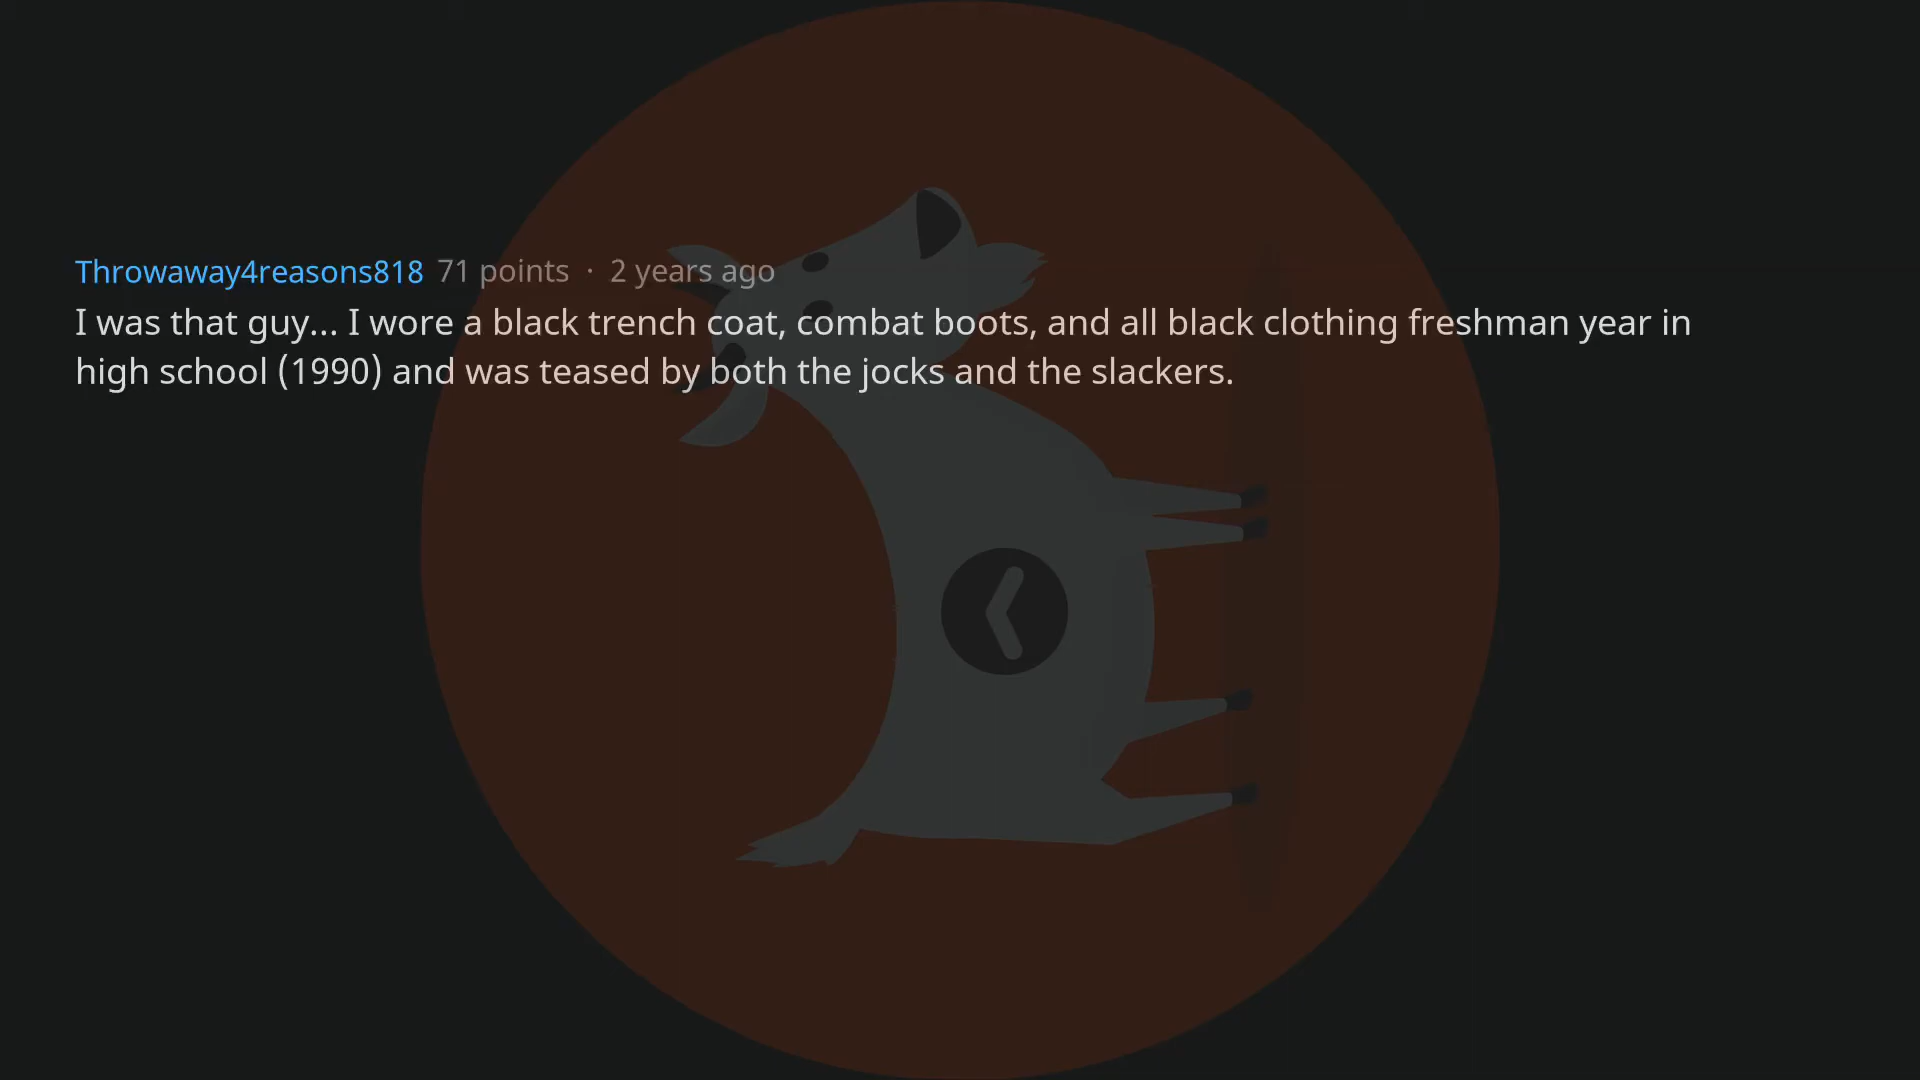 Throwaway4reasons818 71 points · 2 years ago
I was that guy... I wore a black trench coat, combat boots, and all black clothing freshman year in
high school (1990) and was teased by both the jocks and the slackers.